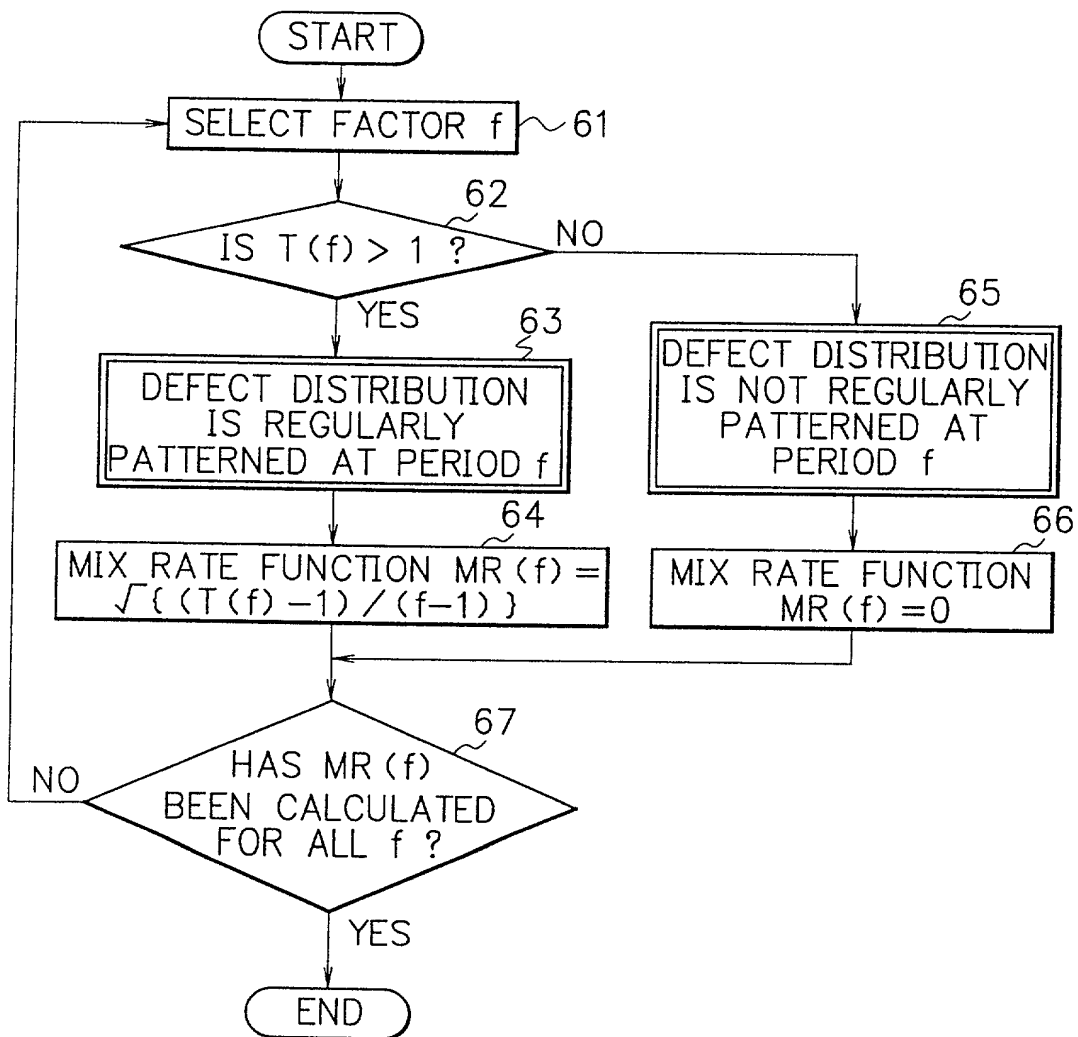 START
SELECT FACTOR f
61
62
IS T(f) > 1 ?
NO
YES
63
DEFECT DISTRIBUTION
IS REGULARLY
PATTERNED AT PERIOD f
65
DEFECT DISTRIBUTION
IS NOT REGULARLY
PATTERNED AT
PERIOD f
64
MIX RATE FUNCTION MR (f) =
√{ (T(f) -1) / (f-1) }
66
MIX RATE FUNCTION
MR (f) =0
67
HAS MR (f)
BEEN CALCULATED
FOR ALL f ?
NO
YES
END